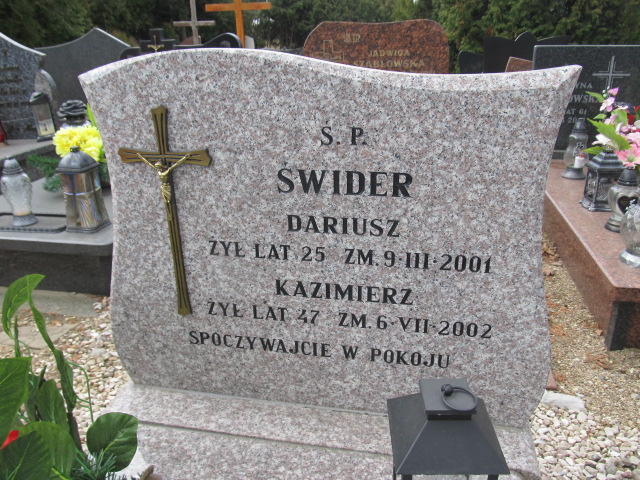 Ś. P.
ŚWIDER
DARIUSZ
ŻYŁ LAT 25 ZM. 9·III·2001
KAZIMIERZ
ŻYŁ LAT 47 ZM. 6·VII·2002
SPOCZYWAJCIE W POKOJU
JADWIGA
SZABŁOWSKA